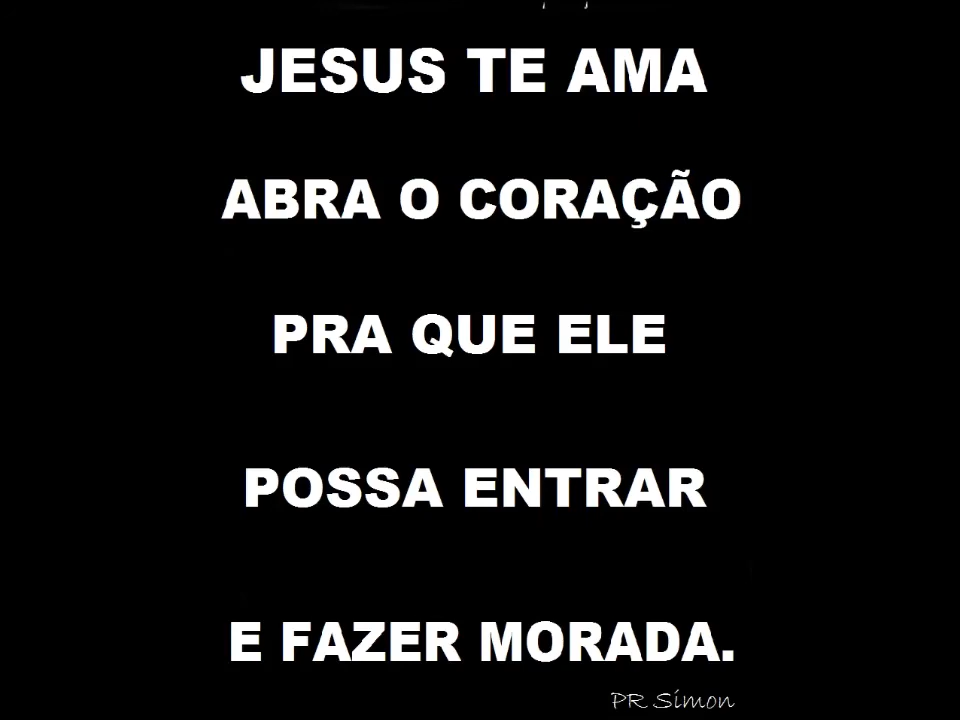 JESUS TE AMA
ABRA O CORAÇÃO
PRA QUE ELE
POSSA ENTRAR
E FAZER MORADA.
PR Simon